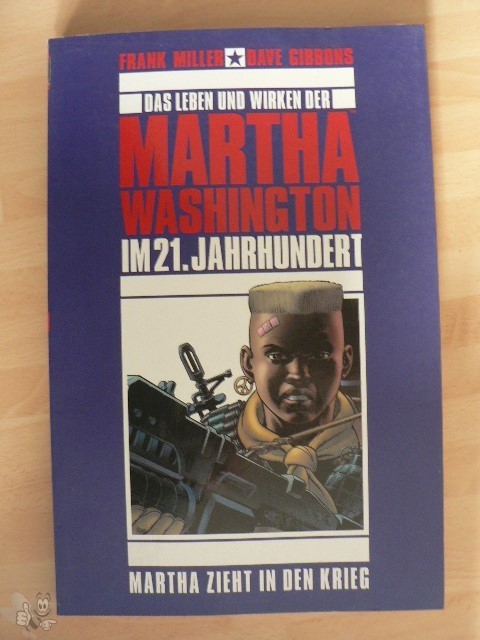 FRANK MILLER ★ DAVE GIBBONS
DAS LEBEN UND WIRKEN DER
MARTHA
WASHINGTON
IM 21. JAHRHUNDERT
MARTHA ZIEHT IN DEN KRIEG